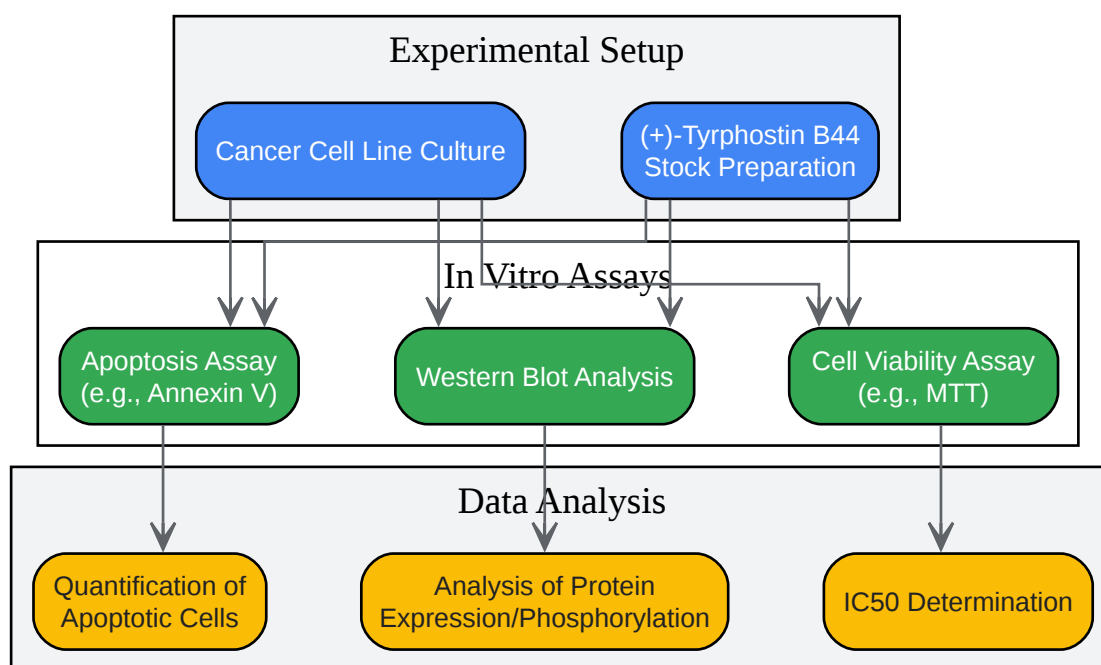 Experimental Setup
Cancer Cell Line Culture
(+)-Tyrphostin B44
Stock Preparation
In Vitro Assays
Apoptosis Assay
(e.g., Annexin V)
Western Blot Analysis
Cell Viability Assay
(e.g., MTT)
Data Analysis
Quantification of
Apoptotic Cells
Analysis of Protein
Expression/Phosphorylation
IC50 Determination